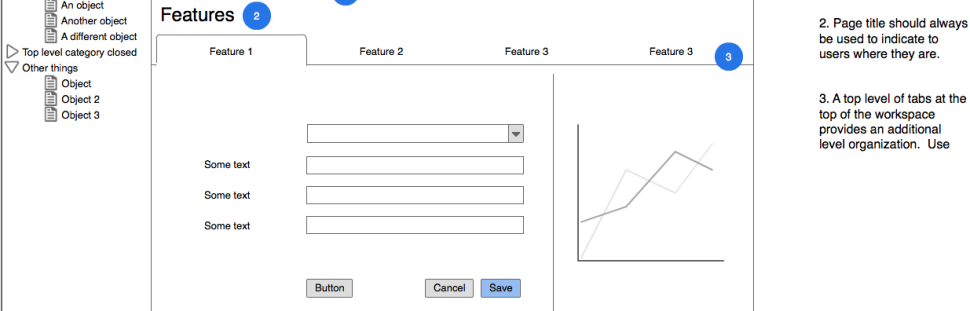 An object
Another object
A different object
Top level category closed
Other things
Object
Object 2
Object 3
Features 2
Feature 1 Feature 2 Feature 3 Feature 3 3
Some text
Some text
Some text
Button Cancel Save
2. Page title should always
be used to indicate to
users where they are.
3. A top level of tabs at the
top of the workspace
provides an additional
level organization. Use